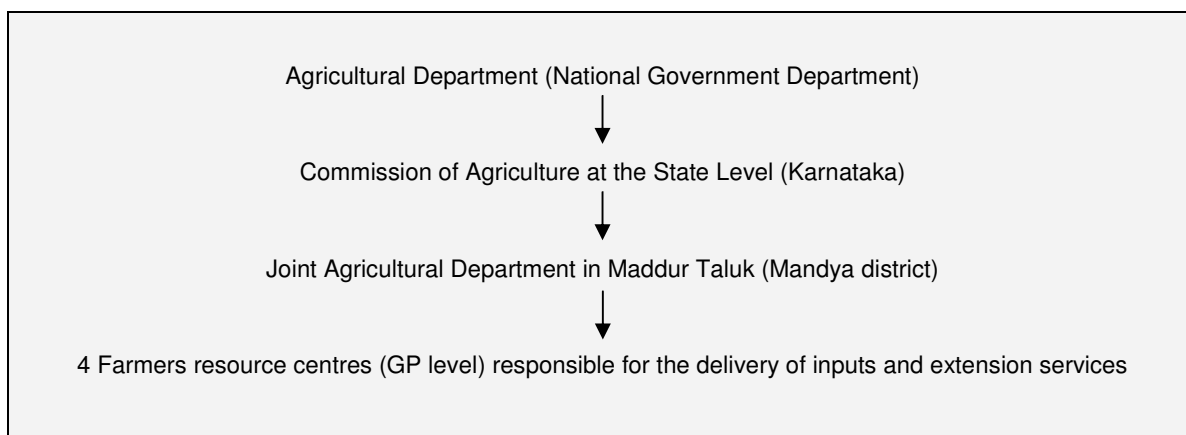 Agricultural Department (National Government Department)
Commission of Agriculture at the State Level (Karnataka)
Joint Agricultural Department in Maddur Taluk (Mandya district)
4 Farmers resource centres (GP level) responsible for the delivery of inputs and extension services